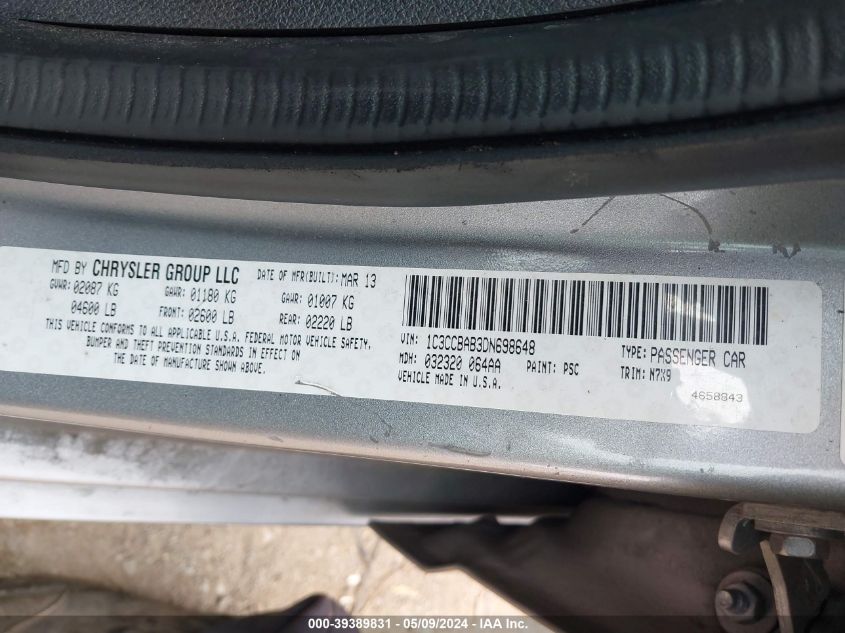 MFD BY CHRYSLER GROUP LLC DATE OF MFR(BUILT): MAR 13
GVWR: 02087 KG GAWR: 01180 KG GAWR: 01007 KG
04600 LB FRONT: 02600 LB REAR: 02220 LB
THIS VEHICLE CONFORMS TO ALL APPLICABLE U.S.A. FEDERAL MOTOR VEHICLE SAFETY,
BUMPER AND THEFT PREVENTION STANDARDS IN EFFECT ON
THE DATE OF MANUFACTURE SHOWN ABOVE.
VIN: 1C3CCBAB3DN698648 TYPE: PASSENGER CAR
MDH: 032320 064AA PAINT: PSC TRIM: N7X9
VEHICLE MADE IN U.S.A. 4658843
000-39389831 - 05/09/2024 - IAA Inc.